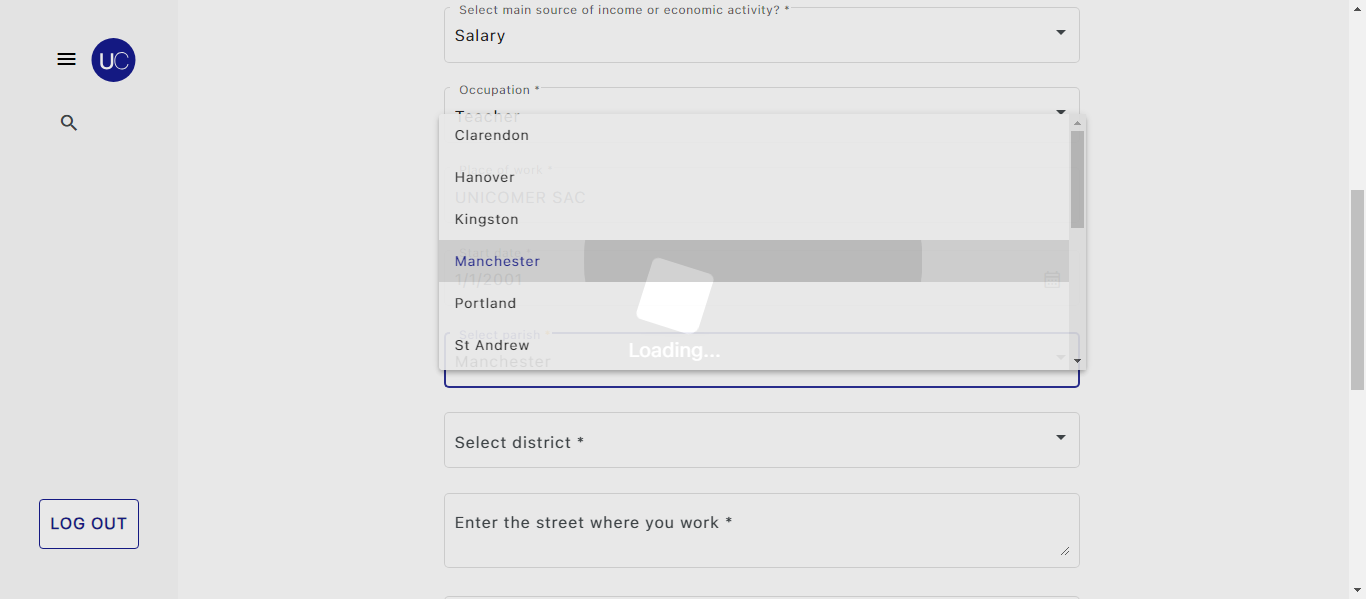 Select main source of income or economic activity? *
Salary
UC
Occupation *
Teacher
Clarendon
Place of work *
Hanover
UNICOMER SAC
Kingston
Start date *
Manchester
1/1/2001
Portland
Select parish *
St Andrew
Loading...
Manchester
Select district *
Enter the street where you work *
LOG OUT